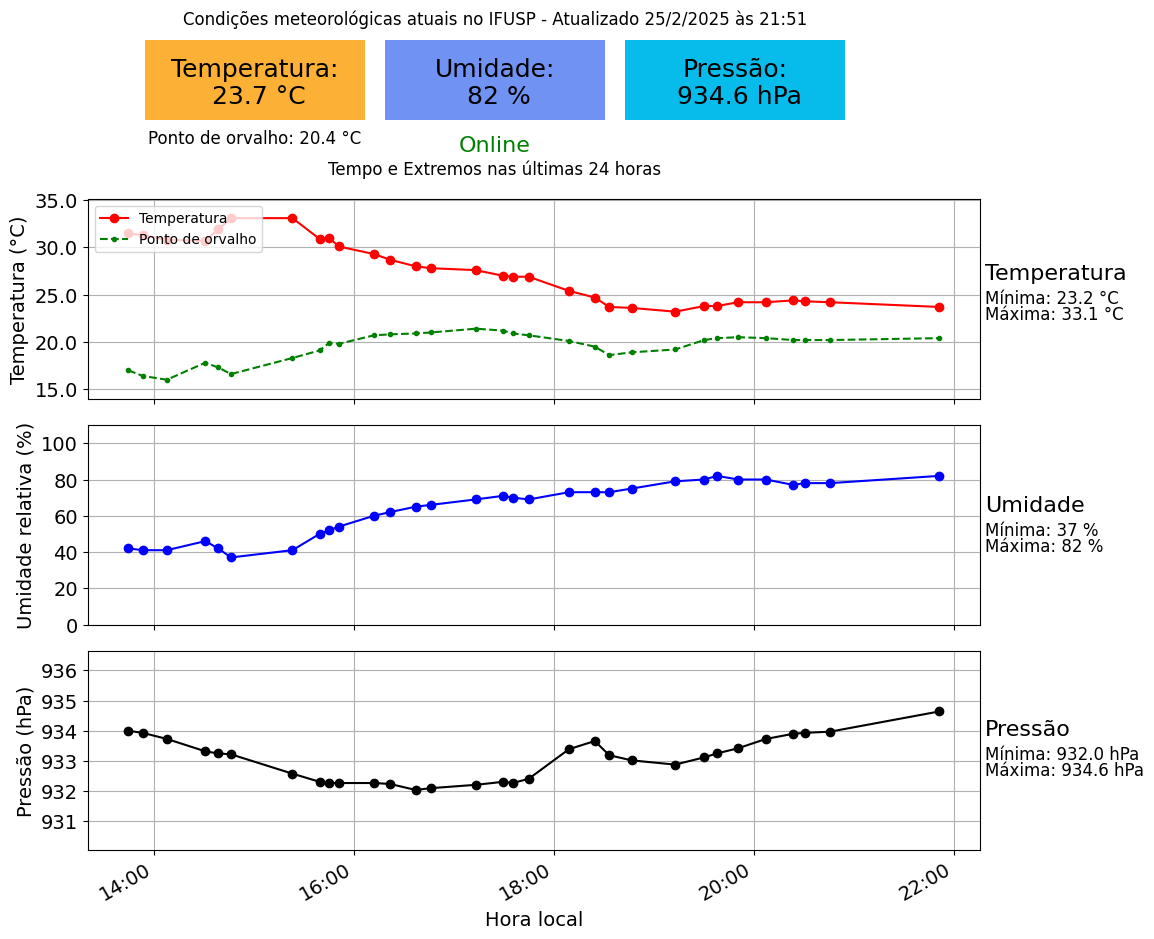 Condições meteorológicas atuais no IFUSP - Atualizado 25/2/2025 às 21:51
Temperatura:
23.7 °C
Umidade:
82 %
Pressão:
934.6 hPa
Ponto de orvalho: 20.4 °C
Online
Tempo e Extremos nas últimas 24 horas
Temperatura (°C)
35.0
30.0
25.0
20.0
15.0
Temperatura
Ponto de orvalho
Temperatura
Mínima: 23.2 °C
Máxima: 33.1 °C
Umidade relativa (%)
100
80
60
40
20
0
Umidade
Mínima: 37 %
Máxima: 82 %
Pressão (hPa)
936
935
934
933
932
931
Pressão
Mínima: 932.0 hPa
Máxima: 934.6 hPa
14:00
16:00
18:00
20:00
22:00
Hora local